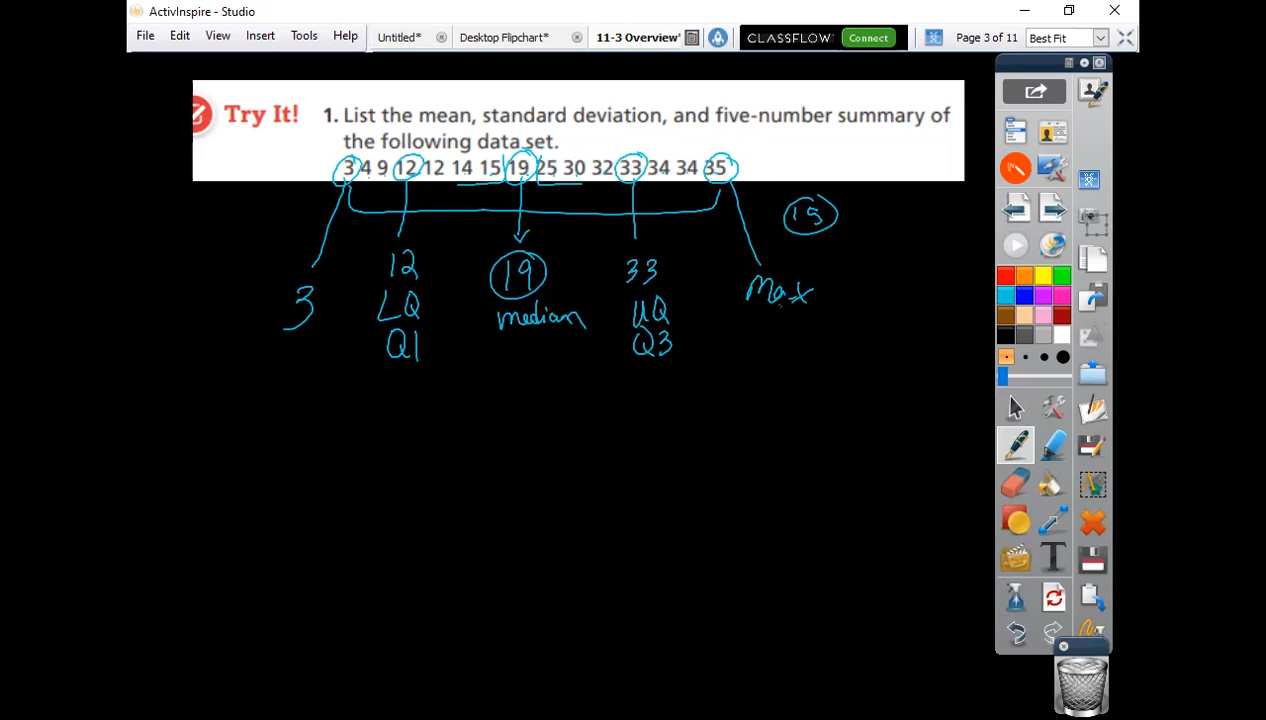 ActivInspire - Studio
File Edit View Insert Tools Help Untitled* Desktop Flipchart* 11-3 Overview* CLASSFLOW Connect Page 3 of 11 Best Fit
Try It! 1. List the mean, standard deviation, and five-number summary of
the following data set.
3 4 9 12 12 14 15 19 25 30 32 33 34 34 35
15
3 12 19 33 Max
LQ median UQ
Q1 Q3